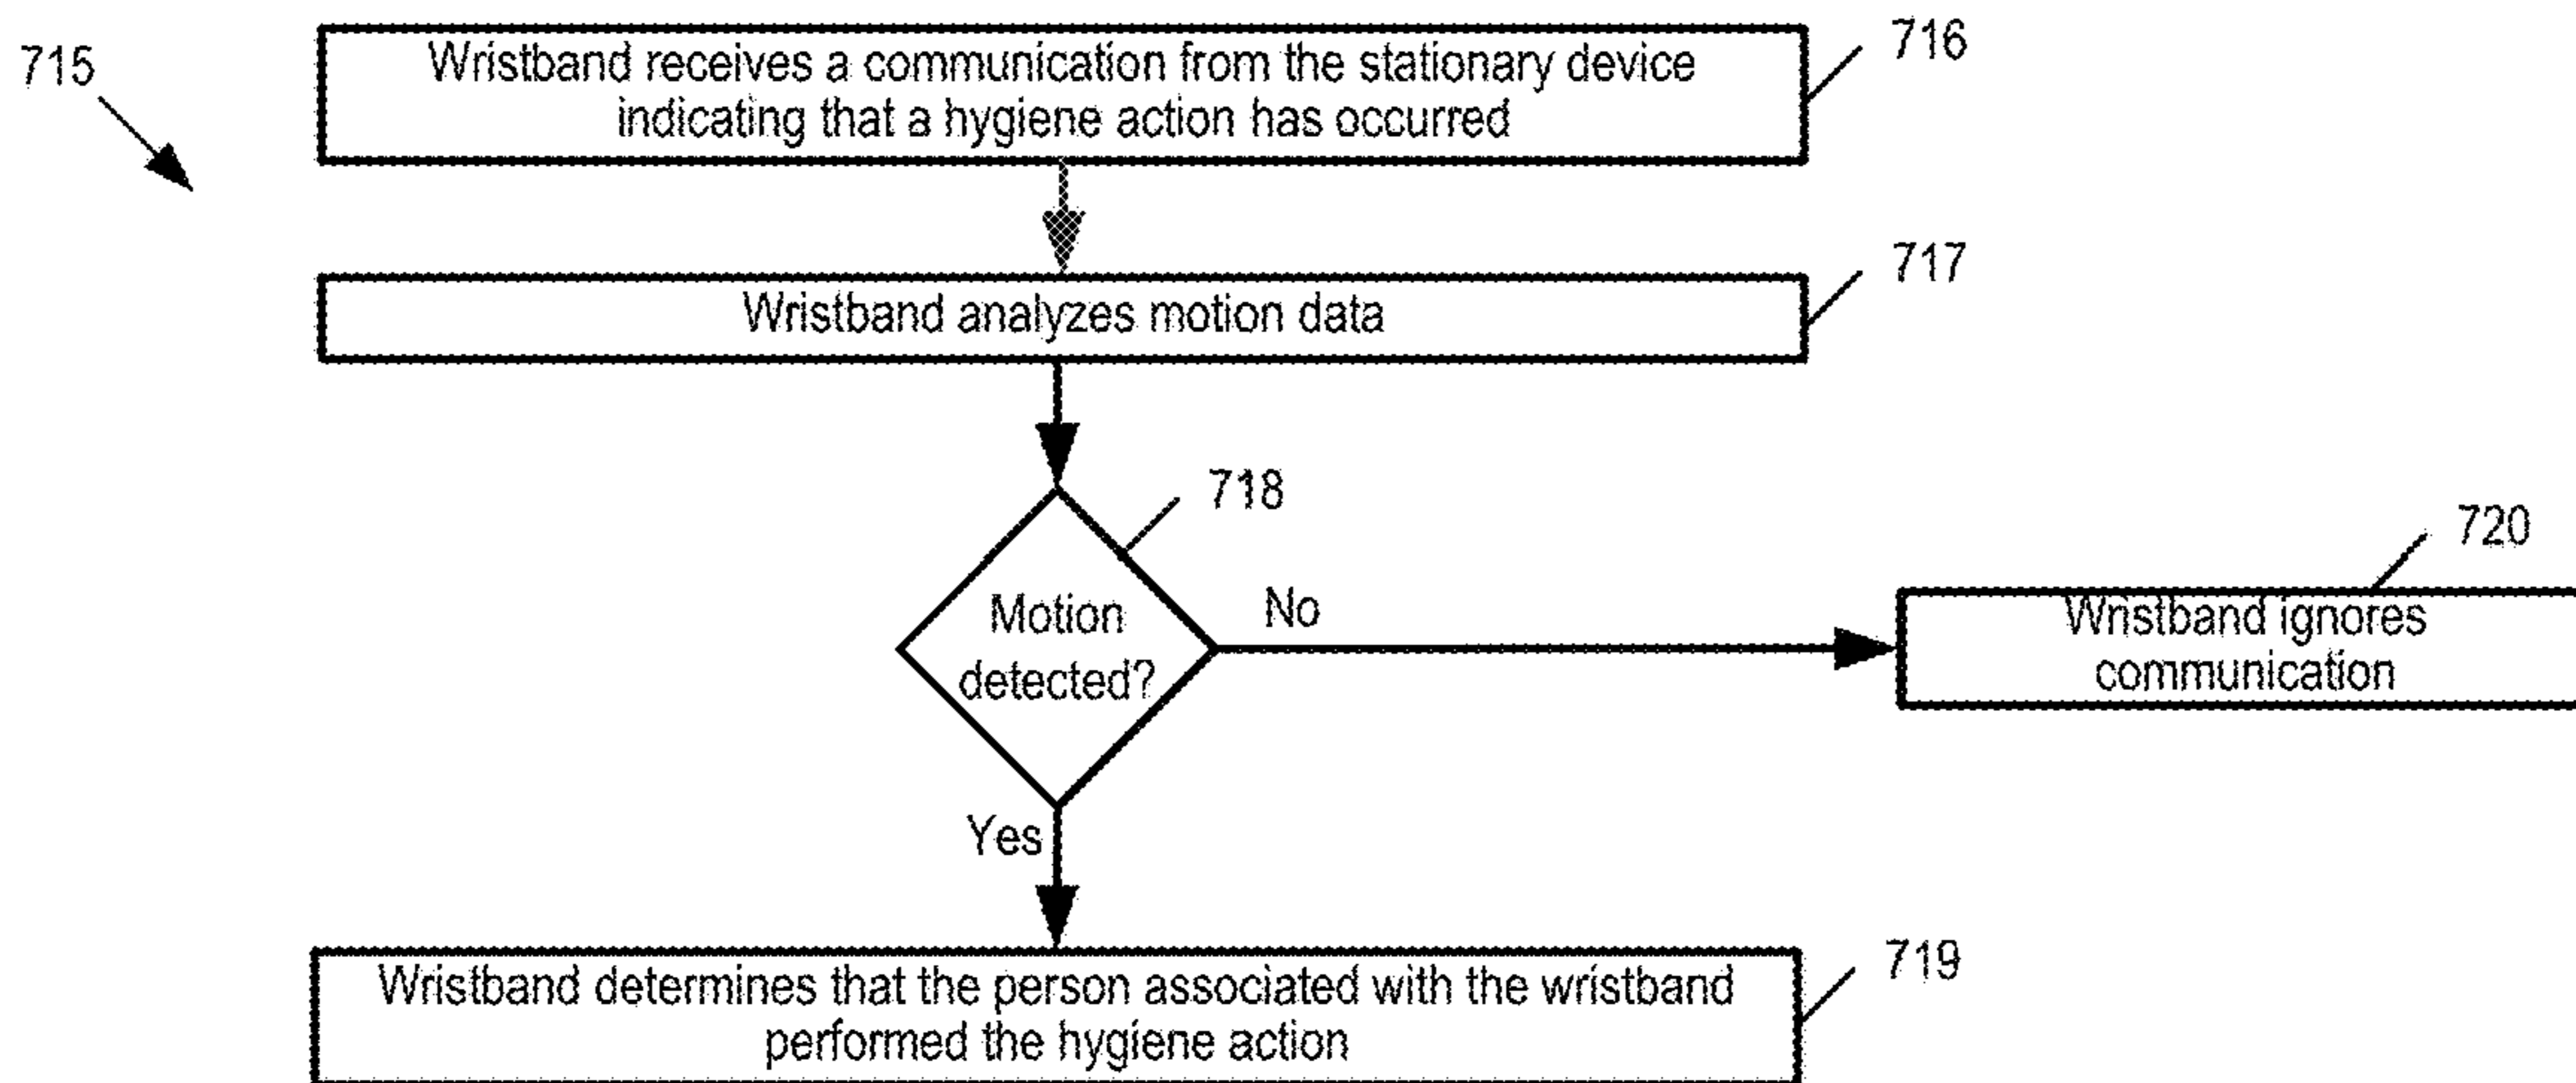 715
716
Wristband receives a communication from the stationary device
indicating that a hygiene action has occurred
717
Wristband analyzes motion data
718
Motion
detected?
No
720
Wristband ignores
communication
Yes
719
Wristband determines that the person associated with the wristband
performed the hygiene action